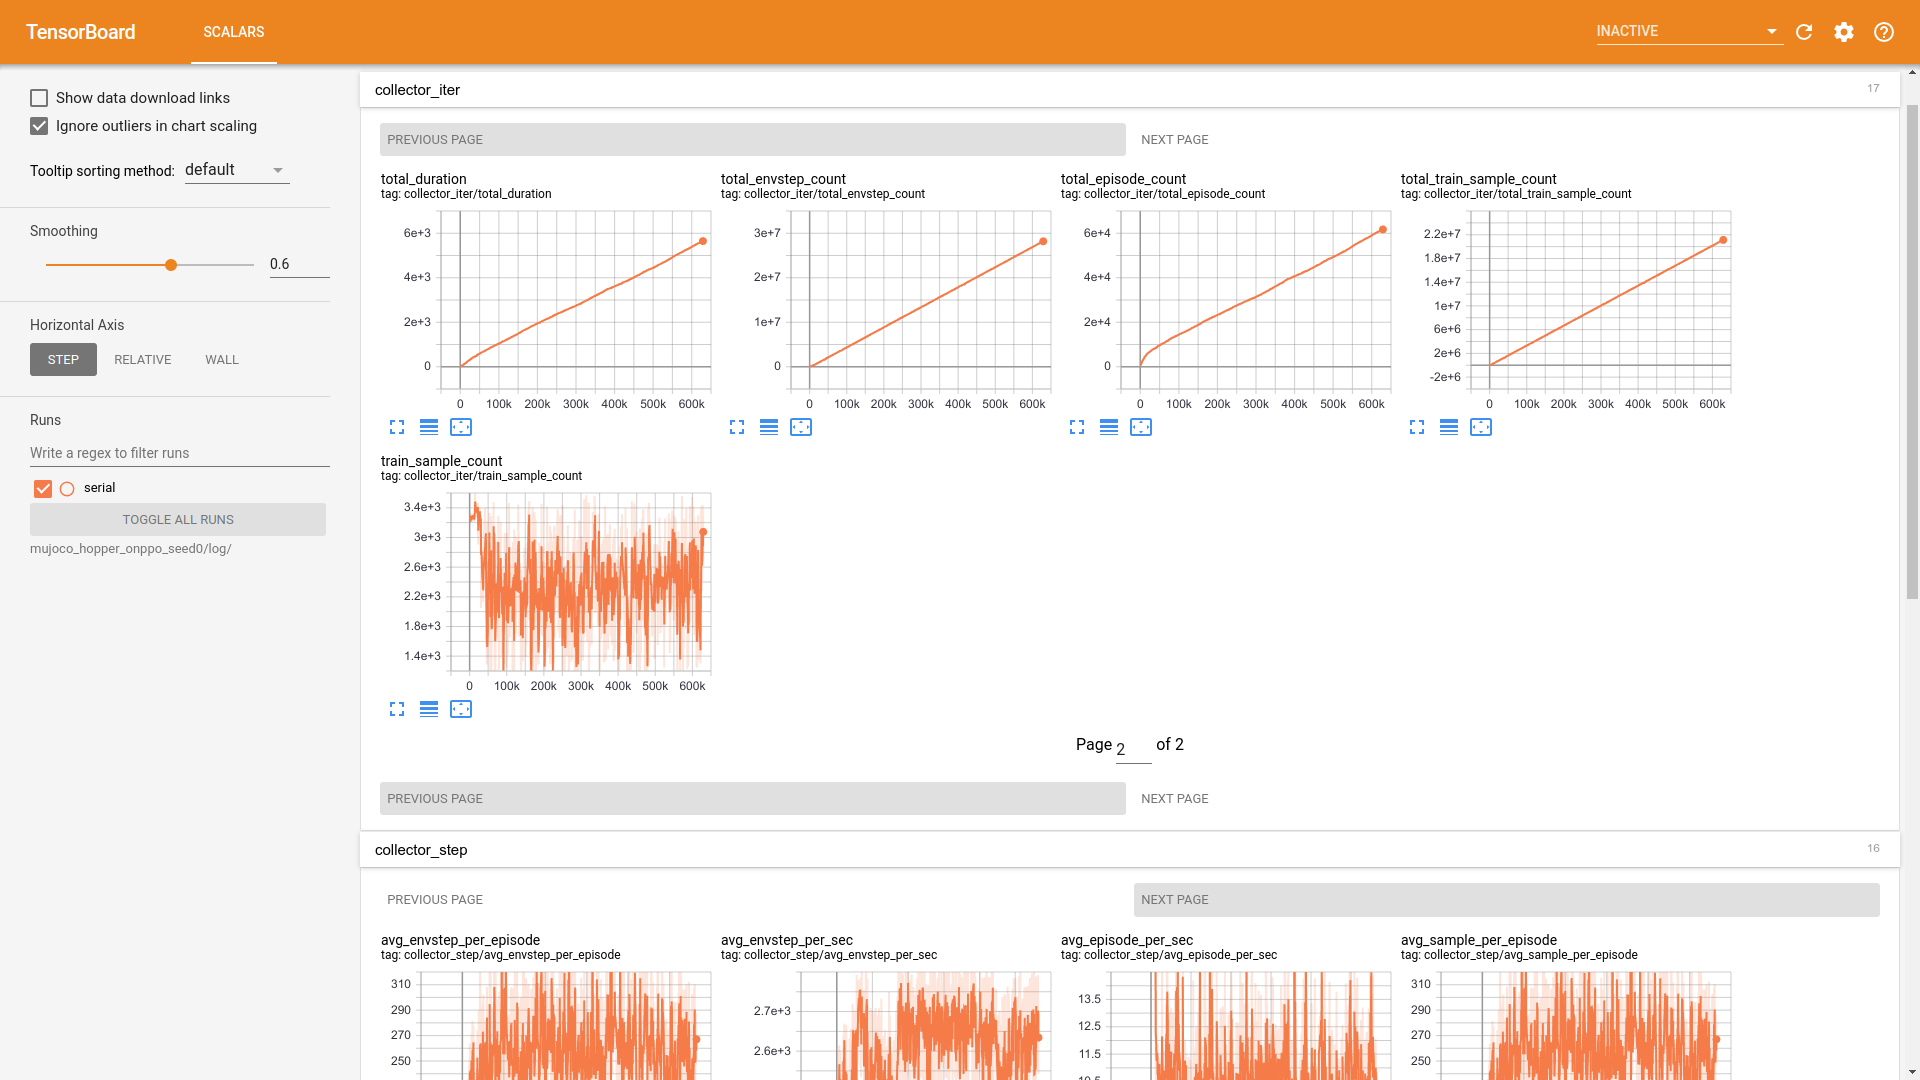 TensorBoard
SCALARS
INACTIVE
Show data download links
Ignore outliers in chart scaling
Tooltip sorting method: default
Smoothing
0.6
Horizontal Axis
STEP RELATIVE WALL
Runs
Write a regex to filter runs
serial
TOGGLE ALL RUNS
mujoco_hopper_onppo_seed0/log/
collector_iter
17
PREVIOUS PAGE
NEXT PAGE
total_duration
tag: collector_iter/total_duration
6e+3
4e+3
2e+3
0
0 100k 200k 300k 400k 500k 600k
total_envstep_count
tag: collector_iter/total_envstep_count
3e+7
2e+7
1e+7
0
0 100k 200k 300k 400k 500k 600k
total_episode_count
tag: collector_iter/total_episode_count
6e+4
4e+4
2e+4
0
0 100k 200k 300k 400k 500k 600k
total_train_sample_count
tag: collector_iter/total_train_sample_count
2.2e+7
1.8e+7
1.4e+7
1e+7
6e+6
2e+6
-2e+6
0 100k 200k 300k 400k 500k 600k
train_sample_count
tag: collector_iter/train_sample_count
3.4e+3
3e+3
2.6e+3
2.2e+3
1.8e+3
1.4e+3
0 100k 200k 300k 400k 500k 600k
Page 2 of 2
PREVIOUS PAGE
NEXT PAGE
collector_step
16
PREVIOUS PAGE
NEXT PAGE
avg_envstep_per_episode
tag: collector_step/avg_envstep_per_episode
310
290
270
250
avg_envstep_per_sec
tag: collector_step/avg_envstep_per_sec
2.7e+3
2.6e+3
avg_episode_per_sec
tag: collector_step/avg_episode_per_sec
13.5
12.5
11.5
avg_sample_per_episode
tag: collector_step/avg_sample_per_episode
310
290
270
250